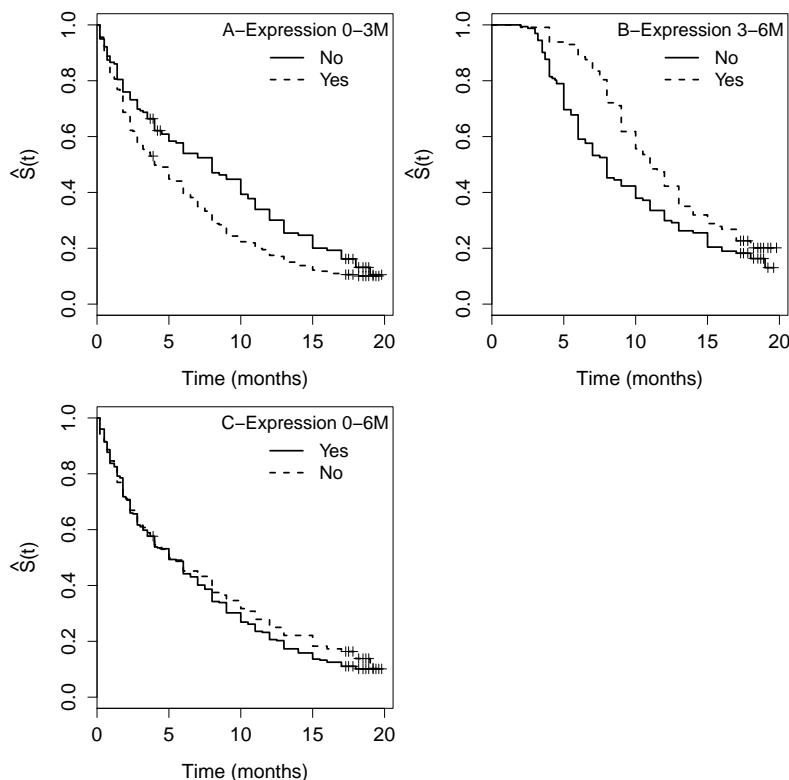 A−Expression 0−3M
No
Yes
Ŝ(t)
0.0 0.2 0.4 0.6 0.8 1.0
0 5 10 15 20
Time (months)
B−Expression 3−6M
No
Yes
Ŝ(t)
0.0 0.2 0.4 0.6 0.8 1.0
0 5 10 15 20
Time (months)
C−Expression 0−6M
Yes
No
Ŝ(t)
0.0 0.2 0.4 0.6 0.8 1.0
0 5 10 15 20
Time (months)